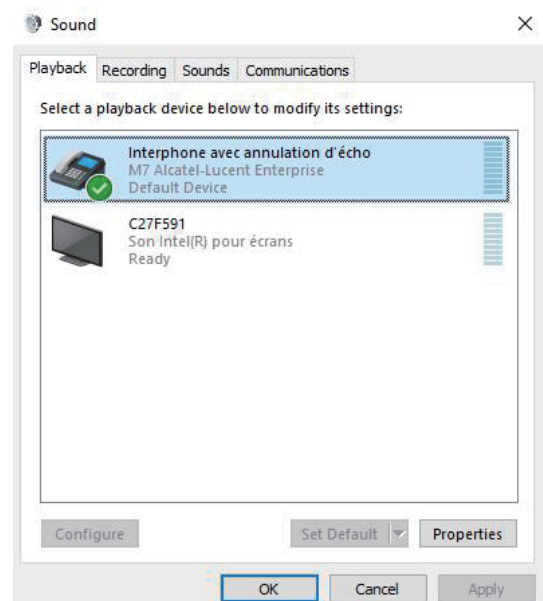 Sound
Playback Recording Sounds Communications
Select a playback device below to modify its settings:
Interphone avec annulation d'écho
M7 Alcatel-Lucent Enterprise
Default Device
C27F591
Son Intel(R) pour écrans
Ready
Configure Set Default Properties
OK Cancel Apply